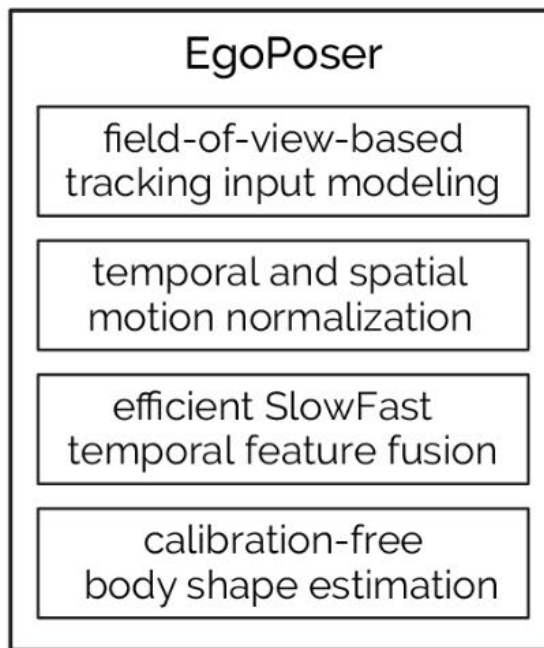 EgoPoser
field-of-view-based
tracking input modeling
temporal and spatial
motion normalization
efficient SlowFast
temporal feature fusion
calibration-free
body shape estimation